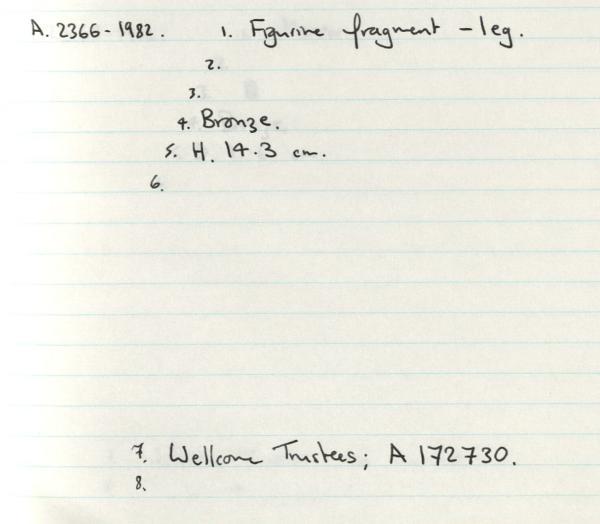 A. 2366-1982. 1. Figurine fragment - leg.
2.
3.
4. Bronze.
5. H. 14.3 cm.
6.
7. Wellcome Trustees; A 172730.
8.